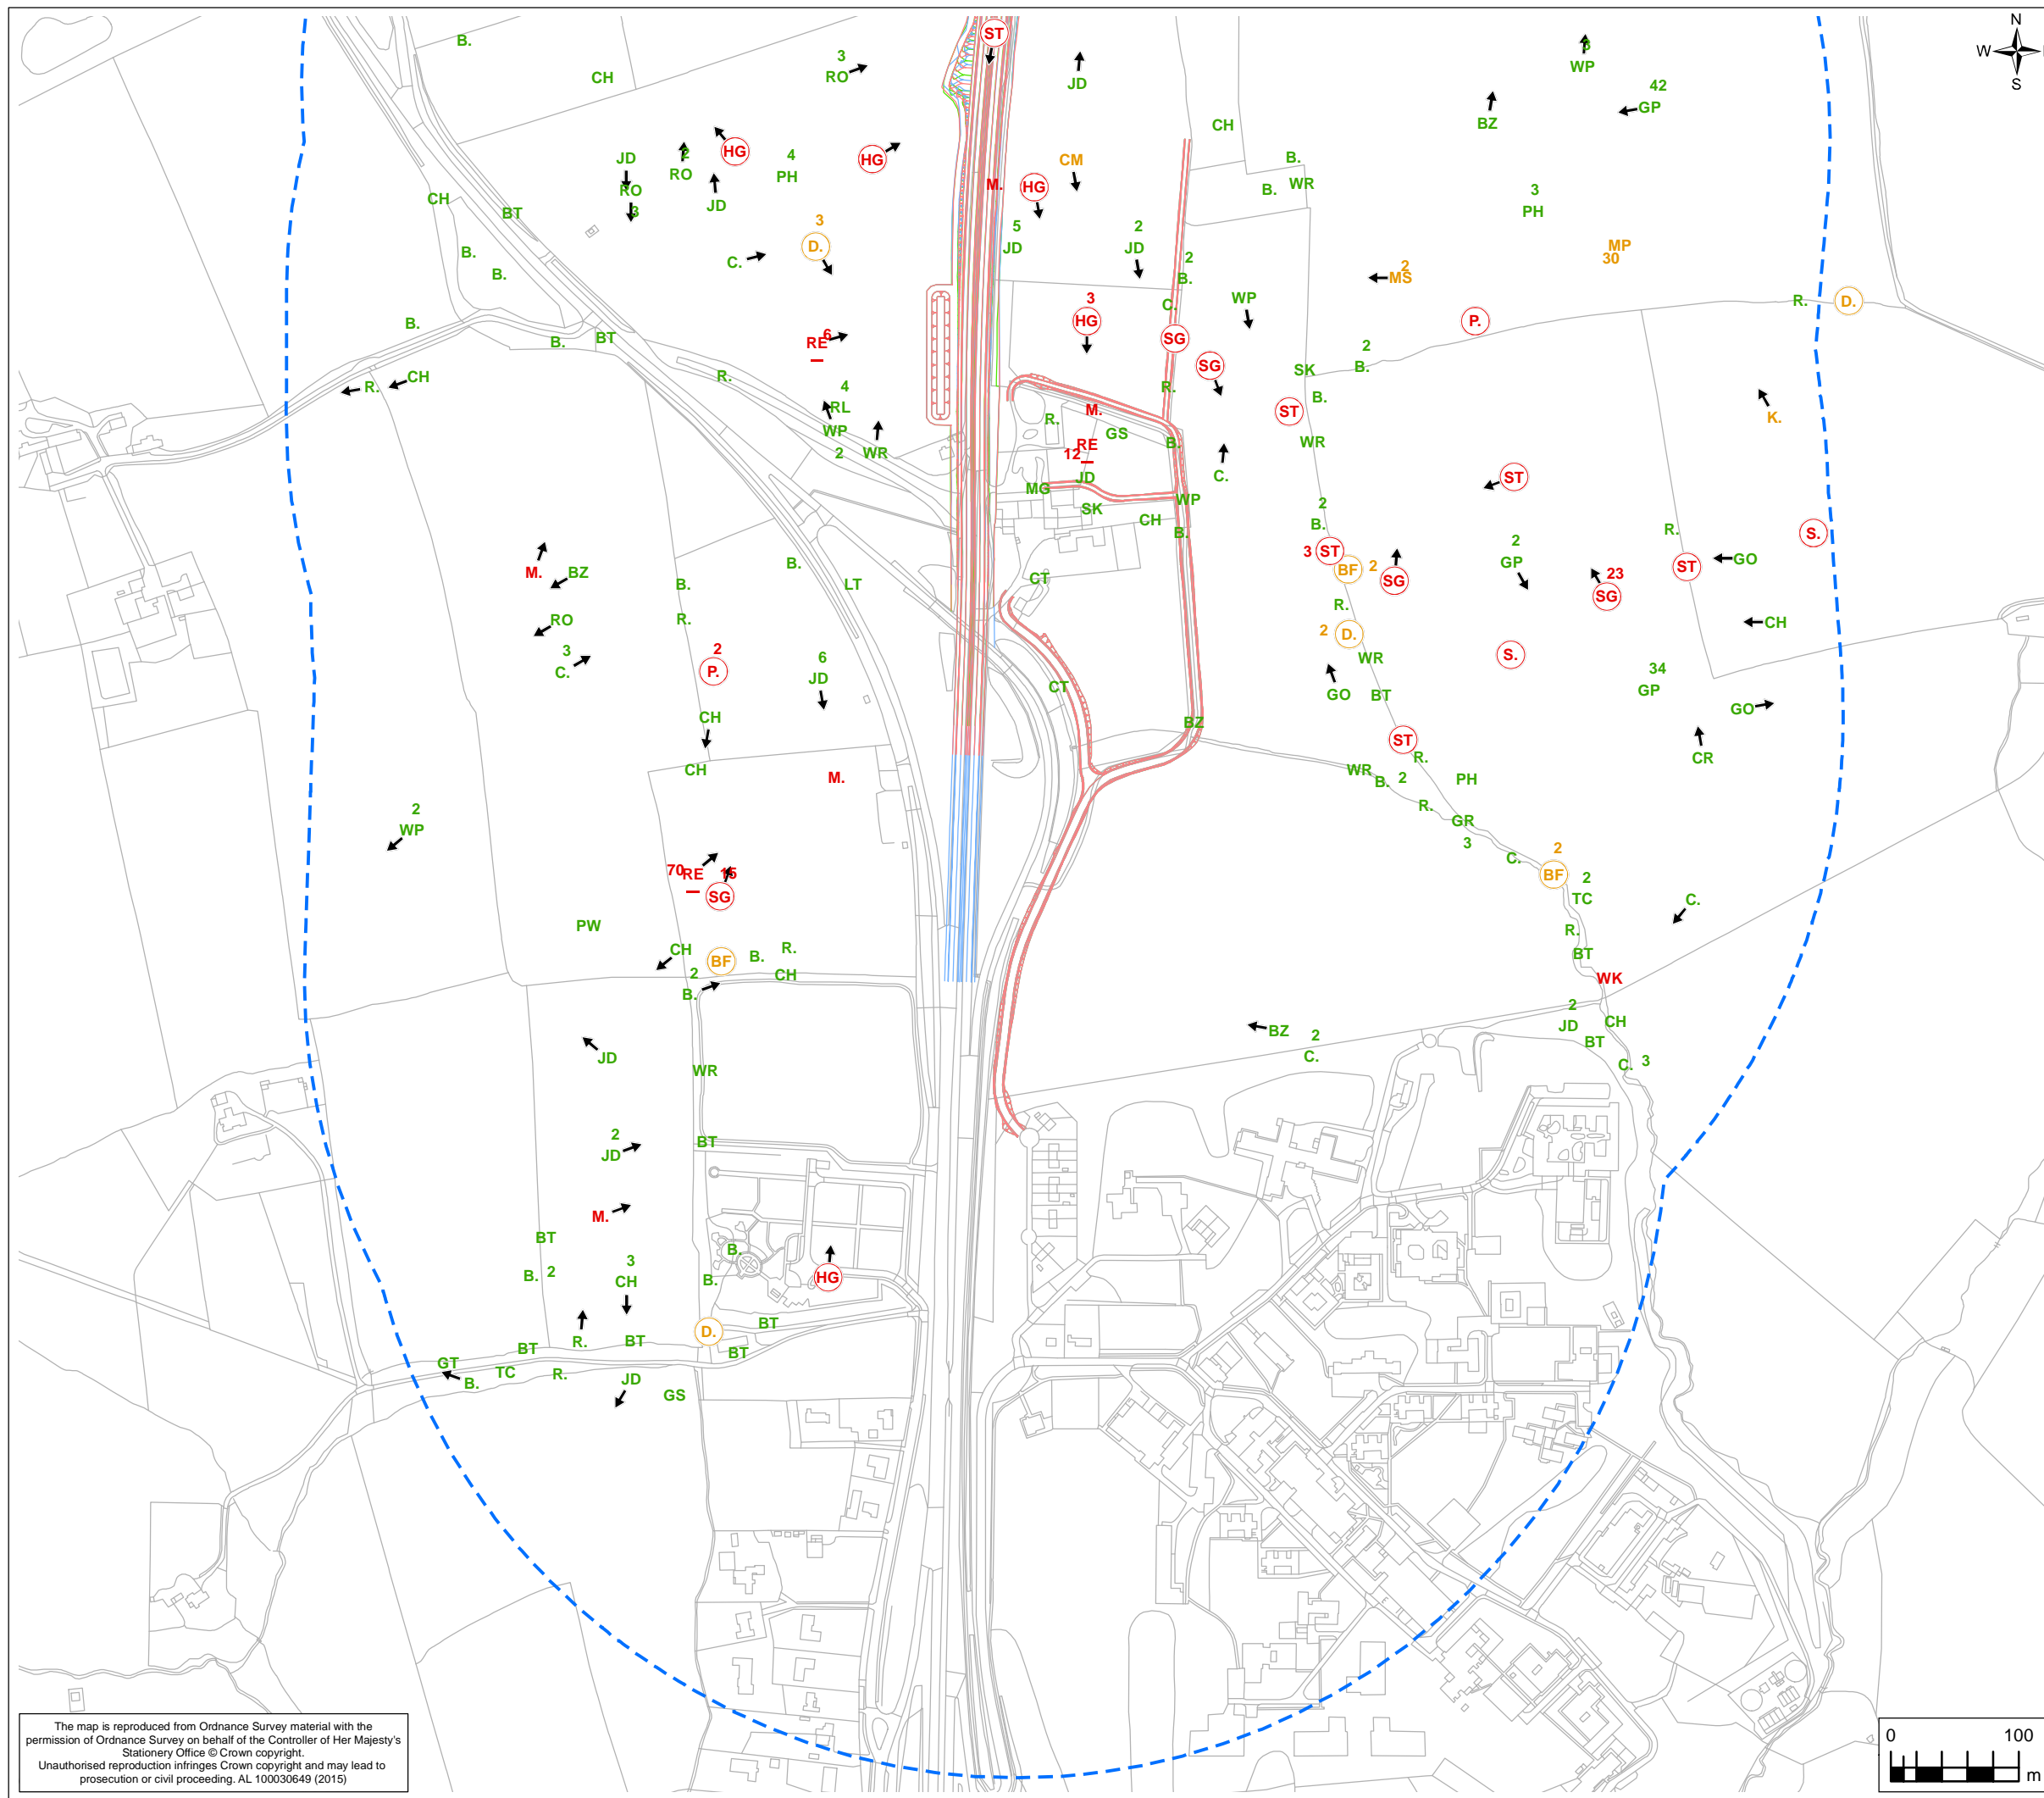 ST
N
B.
3
WP
W
3
RO
CH
JD
S
42
GP
BZ
CH
HG
HG
CM
B.
JD
2
RO
4
PH
M.
HG
B.
WR
RO
3
JD
3
PH
CH
BT
3
D.
5
JD
2
JD
MP
30
B.
B.
C.
2
B.
2
MS
C.
WP
R.
D.
3
HG
B.
BT
B.
RE
6
SG
P.
2
B.
SG
SK
R.
CH
R.
R.
B.
4
RL
WP
2
WR
M.
ST
K.
R.
GS
B.
WR
RE
12
JD
C.
ST
MG
SK
WP
CH
B.
2
B.
R.
S.
3
ST
BF
2
SG
2
GP
ST
GO
M.
BZ
B.
B.
LT
CT
23
SG
RO
R.
R.
2
D.
CH
3
C.
2
P.
6
JD
WR
S.
34
GP
CT
GO
BT
GO
CH
BZ
ST
R.
CR
CH
M.
WR
B.
2
PH
2
WP
R.
GR
3
C.
2
BF
70
RE
15
SG
2
TC
C.
PW
R.
CH
BF
B.
R.
BT
2
B.
CH
WK
2
JD
CH
BZ
2
C.
BT
JD
C.
3
WR
2
JD
BT
M.
BT
B.
B.
2
3
CH
B.
HG
D.
BT
BT
R.
BT
BT
GT
B.
TC
R.
JD
GS
The map is reproduced from Ordnance Survey material with the
permission of Ordnance Survey on behalf of the Controller of Her Majesty's
Stationery Office © Crown copyright.
Unauthorised reproduction infringes Crown copyright and may lead to
prosecution or civil proceeding. AL 100030649 (2015)
0 100
m